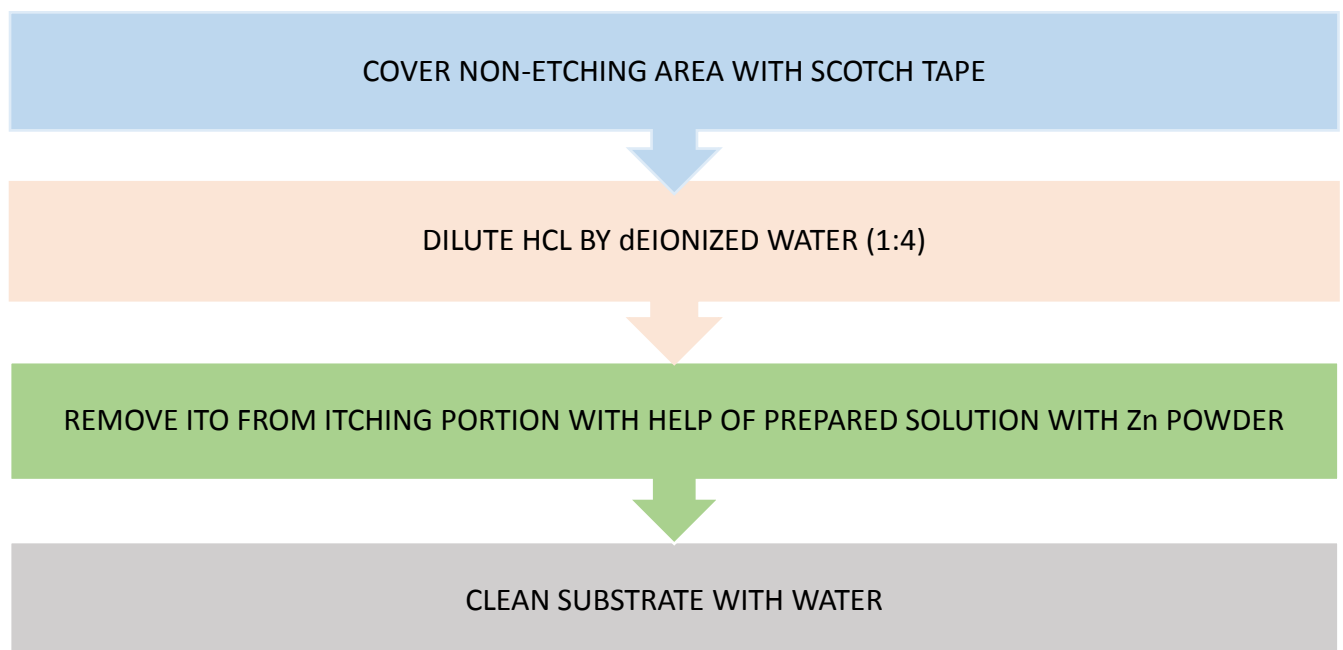 COVER NON-ETCHING AREA WITH SCOTCH TAPE
DILUTE HCL BY dEIONIZED WATER (1:4)
REMOVE ITO FROM ITCHING PORTION WITH HELP OF PREPARED SOLUTION WITH Zn POWDER
CLEAN SUBSTRATE WITH WATER